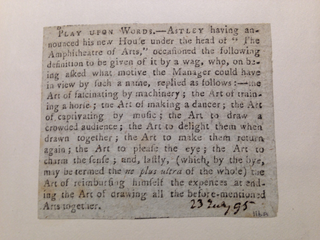 PLAY UPON WORDS.—ASTLEY having an-
nounced his new House under the head of "The
Amphitheatre of Arts," occasioned the following
definition to be given of it by a wag, who, on be-
ing asked what motive the Manager could have
in view by such a name, replied as follows:—the
Art of fascinating by machinery; the Art of train-
ing a horse; the Art of making a dancer; the Art
of captivating by music; the Art to draw a
crowded audience; the Art to delight them when
drawn together; the Art to make them return
again; the Art to please the eye; the Art to
charm the sense; and, lastly, (which, by the bye,
may be termed the ne plus ultra of the whole) the
Art of reimbursing himself the expences at end-
ing the Art of drawing all the before-mentioned
Arts together.
95